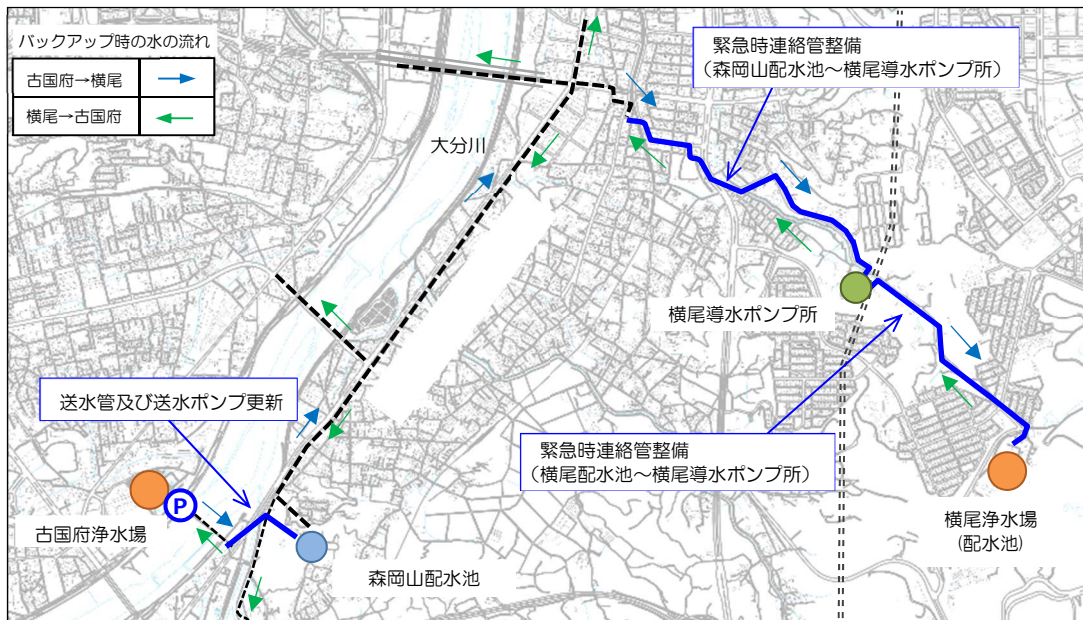 バックアップ時の水の流れ
古国府→横尾
横尾→古国府
緊急時連絡管整備
（森岡山配水池～横尾導水ポンプ所）
大分川
横尾導水ポンプ所
送水管及び送水ポンプ更新
緊急時連絡管整備
（横尾配水池～横尾導水ポンプ所）
P
古国府浄水場
森岡山配水池
横尾浄水場
(配水池)